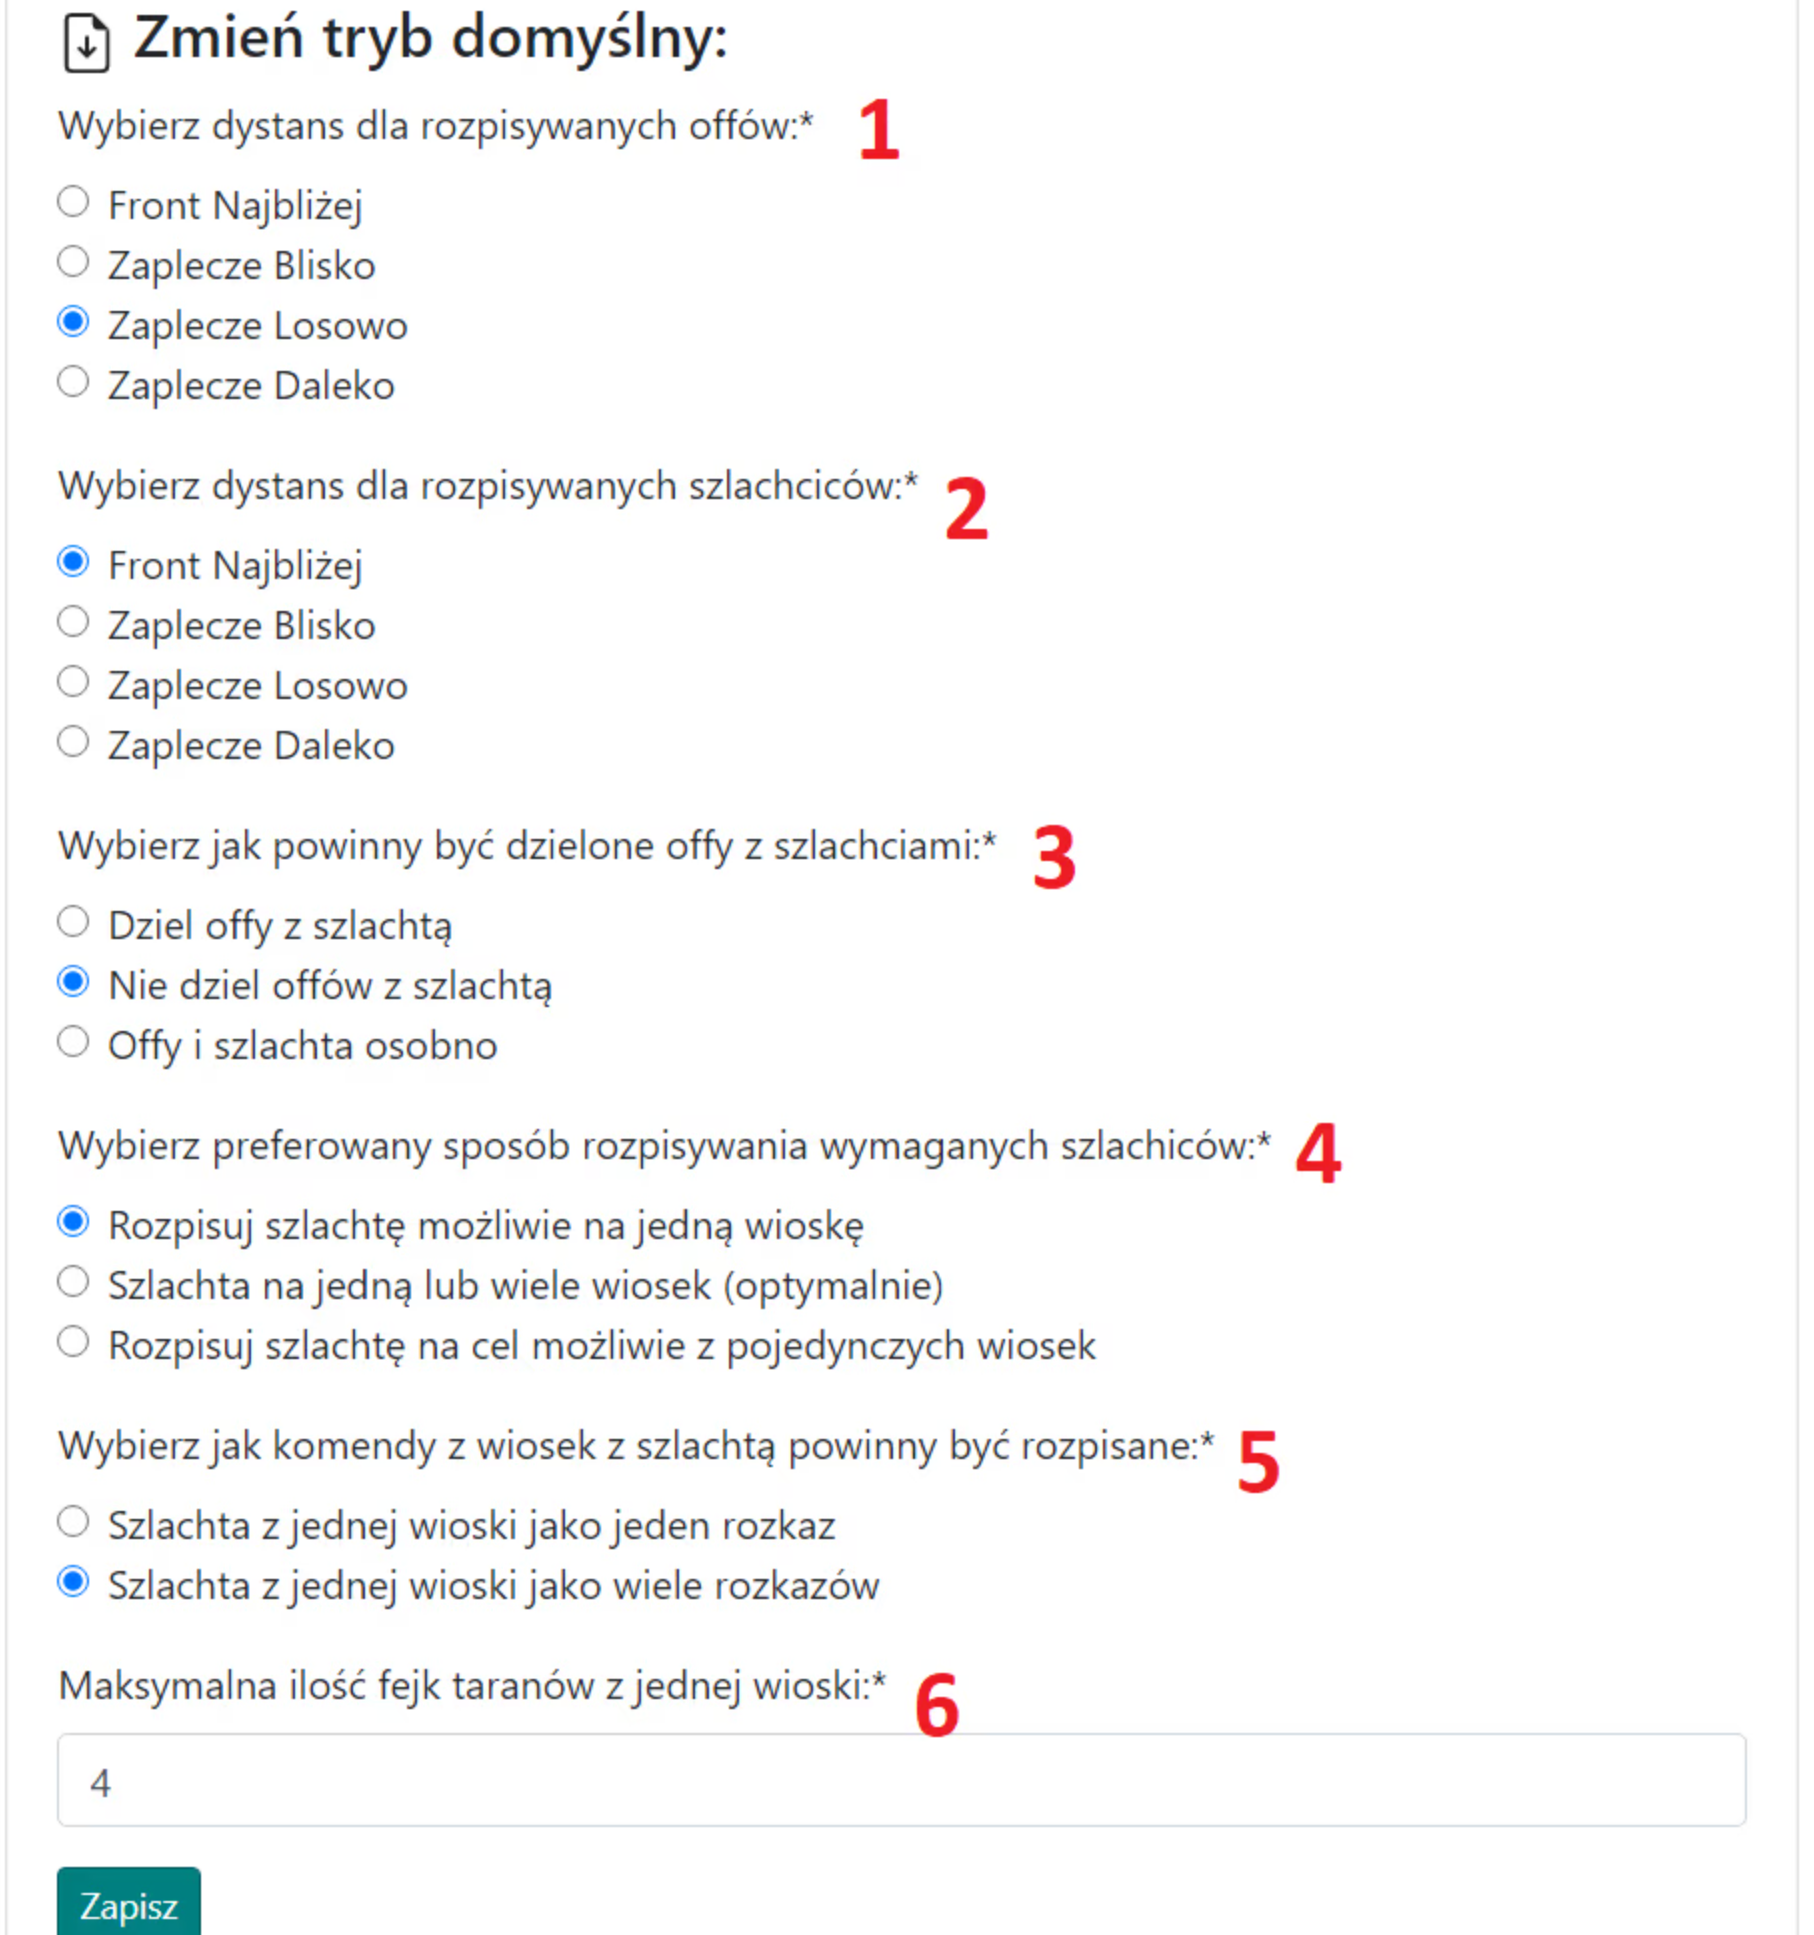 Zmień tryb domyślny:
Wybierz dystans dla rozpisywanych offów:* 1
Front Najbliżej
Zaplecze Blisko
Zaplecze Losowo
Zaplecze Daleko
Wybierz dystans dla rozpisywanych szlachciców:* 2
Front Najbliżej
Zaplecze Blisko
Zaplecze Losowo
Zaplecze Daleko
Wybierz jak powinny być dzielone offy z szlachciami:* 3
Dziel offy z szlachtą
Nie dziel offów z szlachtą
Offy i szlachta osobno
Wybierz preferowany sposób rozpisywania wymaganych szlachiców:* 4
Rozpisuj szlachtę możliwie na jedną wioskę
Szlachta na jedną lub wiele wiosek (optymalnie)
Rozpisuj szlachtę na cel możliwie z pojedynczych wiosek
Wybierz jak komendy z wiosek z szlachtą powinny być rozpisane:* 5
Szlachta z jednej wioski jako jeden rozkaz
Szlachta z jednej wioski jako wiele rozkazów
Maksymalna ilość fejk taranów z jednej wioski:* 6
4
Zapisz